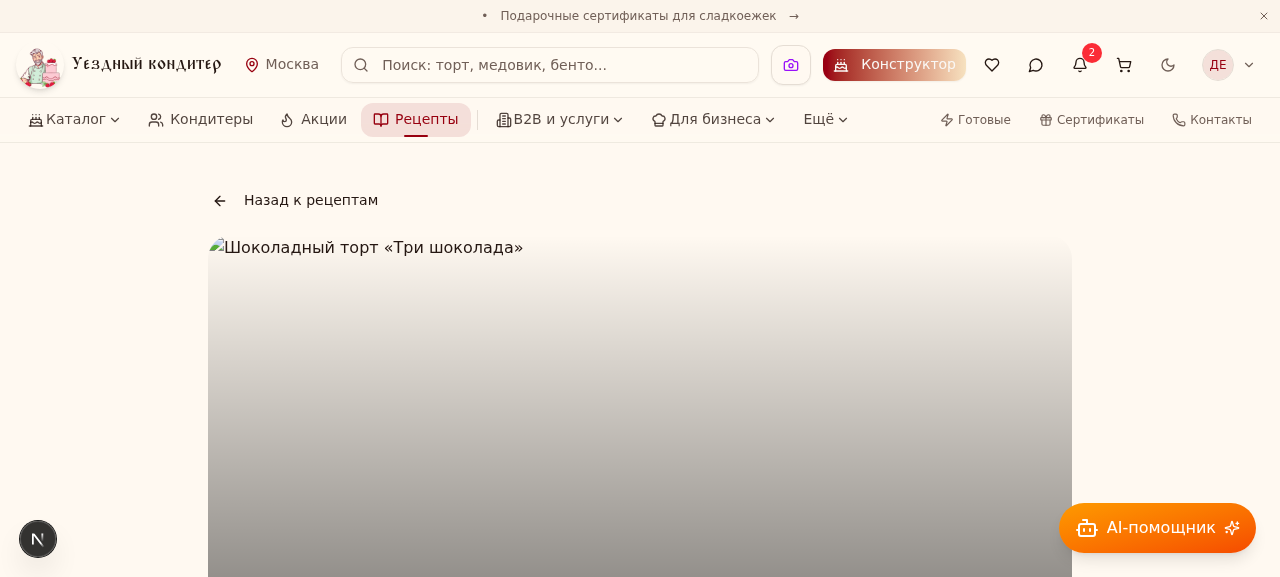 • Подарочные сертификаты для сладкоежек →
Уездный кондитер
Москва
Поиск: торт, медовик, бенто...
Конструктор
2
ДЕ
Каталог
Кондитеры
Акции
Рецепты
B2B и услуги
Для бизнеса
Ещё
Готовые
Сертификаты
Контакты
Назад к рецептам
Шоколадный торт «Три шоколада»
N
AI-помощник